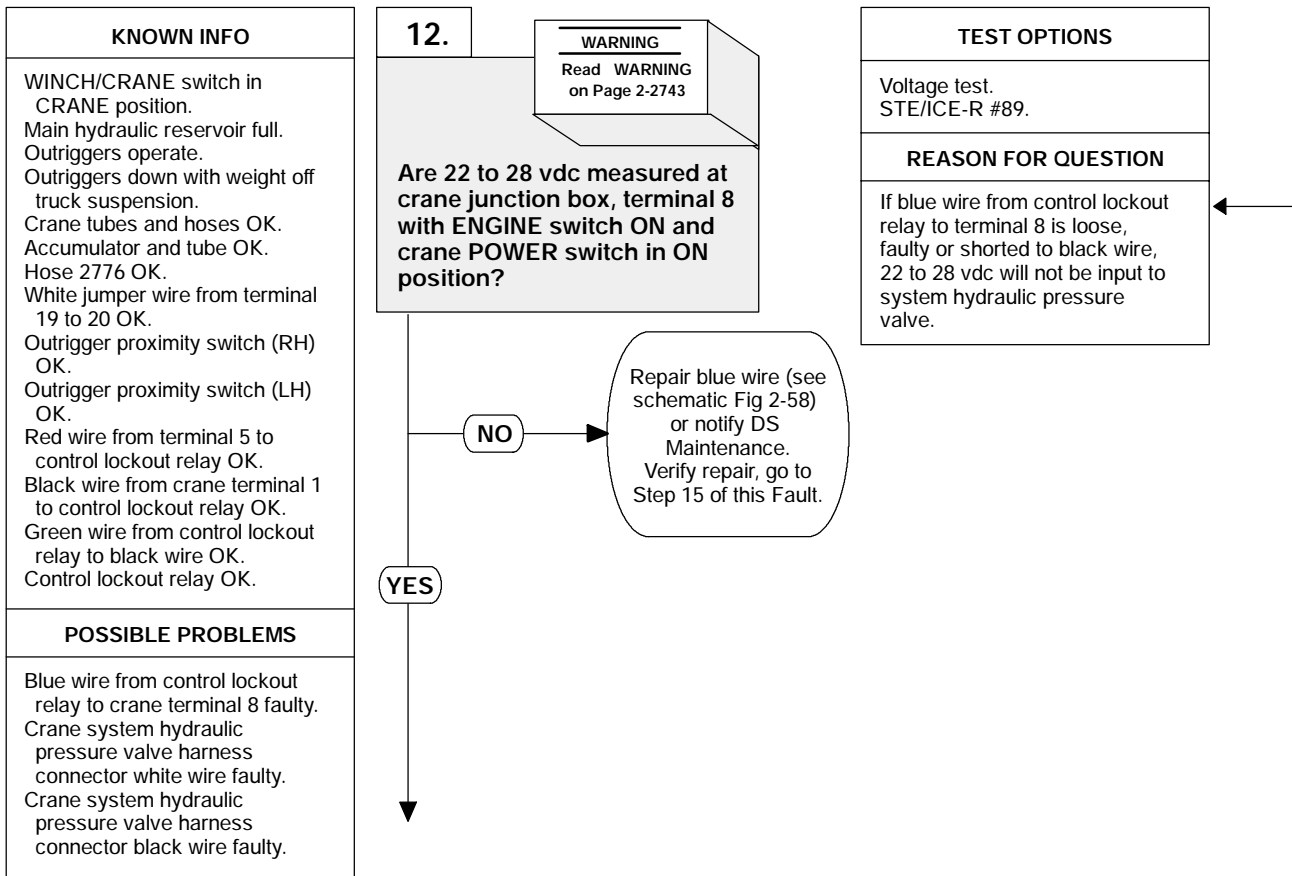 KNOWN INFO
WINCH/CRANE switch in
CRANE position.
Main hydraulic reservoir full.
Outriggers operate.
Outriggers down with weight off
truck suspension.
Crane tubes and hoses OK.
Accumulator and tube OK.
Hose 2776 OK.
White jumper wire from terminal
19 to 20 OK.
Outrigger proximity switch (RH)
OK.
Outrigger proximity switch (LH)
OK.
Red wire from terminal 5 to
control lockout relay OK.
Black wire from crane terminal 1
to control lockout relay OK.
Green wire from control lockout
relay to black wire OK.
Control lockout relay OK.
POSSIBLE PROBLEMS
Blue wire from control lockout
relay to crane terminal 8 faulty.
Crane system hydraulic
pressure valve harness
connector white wire faulty.
Crane system hydraulic
pressure valve harness
connector black wire faulty.
12.
WARNING
Read WARNING
on Page 2-2743
Are 22 to 28 vdc measured at
crane junction box, terminal 8
with ENGINE switch ON and
crane POWER switch in ON
position?
NO
Repair blue wire (see
schematic Fig 2-58)
or notify DS
Maintenance.
Verify repair, go to
Step 15 of this Fault.
YES
TEST OPTIONS
Voltage test.
STE/ICE-R #89.
REASON FOR QUESTION
If blue wire from control lockout
relay to terminal 8 is loose,
faulty or shorted to black wire,
22 to 28 vdc will not be input to
system hydraulic pressure
valve.